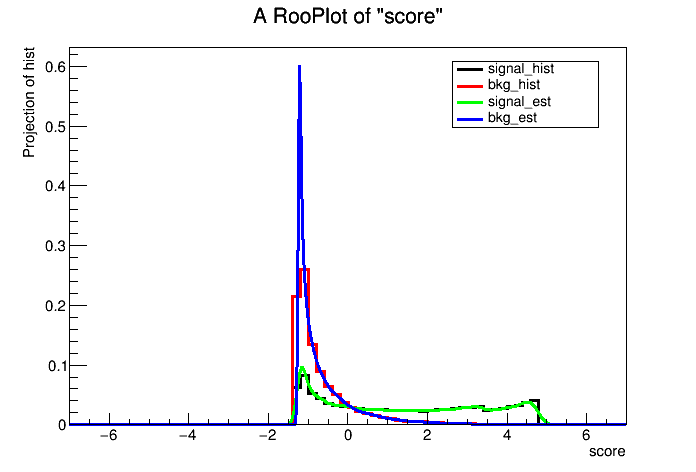 A RooPlot of "score"
Projection of hist
0.6
0.5
0.4
0.3
0.2
0.1
0
signal_hist
bkg_hist
signal_est
bkg_est
−6 −4 −2 0 2 4 6
score